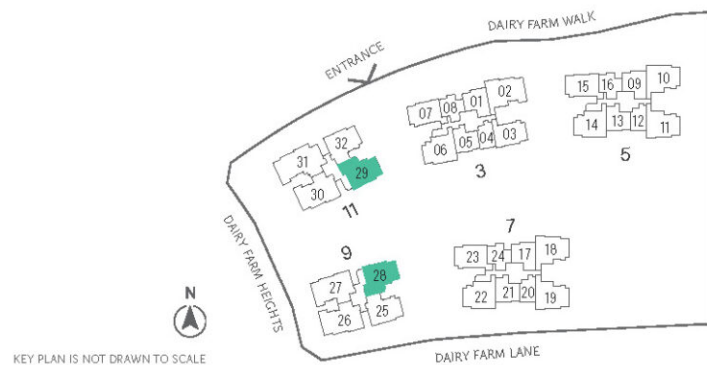 DAIRY FARM WALK
ENTRANCE
15 16 09 10
14 13 12 11
5
07 08 01 02
06 05 04 03
3
31 32
29
30
11
DAIRY FARM HEIGHTS
9
27 28
26 25
7
23 24 17 18
22 21 20 19
N
KEY PLAN IS NOT DRAWN TO SCALE
DAIRY FARM LANE